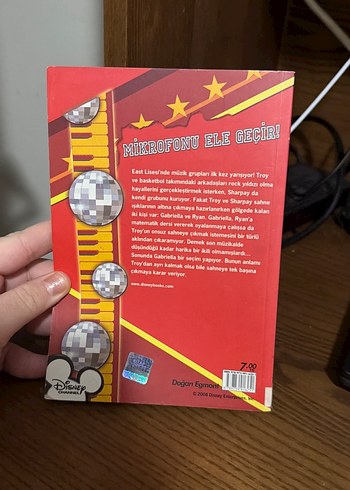 MİKROFONU ELE GEÇİR!
East Lisesi'nde müzik grupları ilk kez yarışıyor! Troy
ve basketbol takımındaki arkadaşları rock yıldızı olma
hayallerini gerçekleştirmek isterken, Sharpay da
kendi grubunu kuruyor. Fakat Troy ve Sharpay sahne
ışıklarının altına çıkmaya hazırlanırken gölgede kalan
iki kişi var: Gabriella ve Ryan. Gabriella, Ryan'a
matematik dersi vererek oyalanmaya çalışsa da
Troy'un onsuz sahneye çıkmak istemesini bir türlü
aklından çıkaramıyor. Demek son müzikalde
düşündüğü kadar harika bir ikili olmamışlardı...
Sonunda Gabriella bir seçim yapıyor. Bunun anlamı
Troy'dan ayrı kalmak olsa bile sahneye tek başına
çıkmaya karar veriyor.
www.disneybooks.com
7.00
Doğan Egmont
© 2009 Disney Enterprises,
Disney
CHANNEL